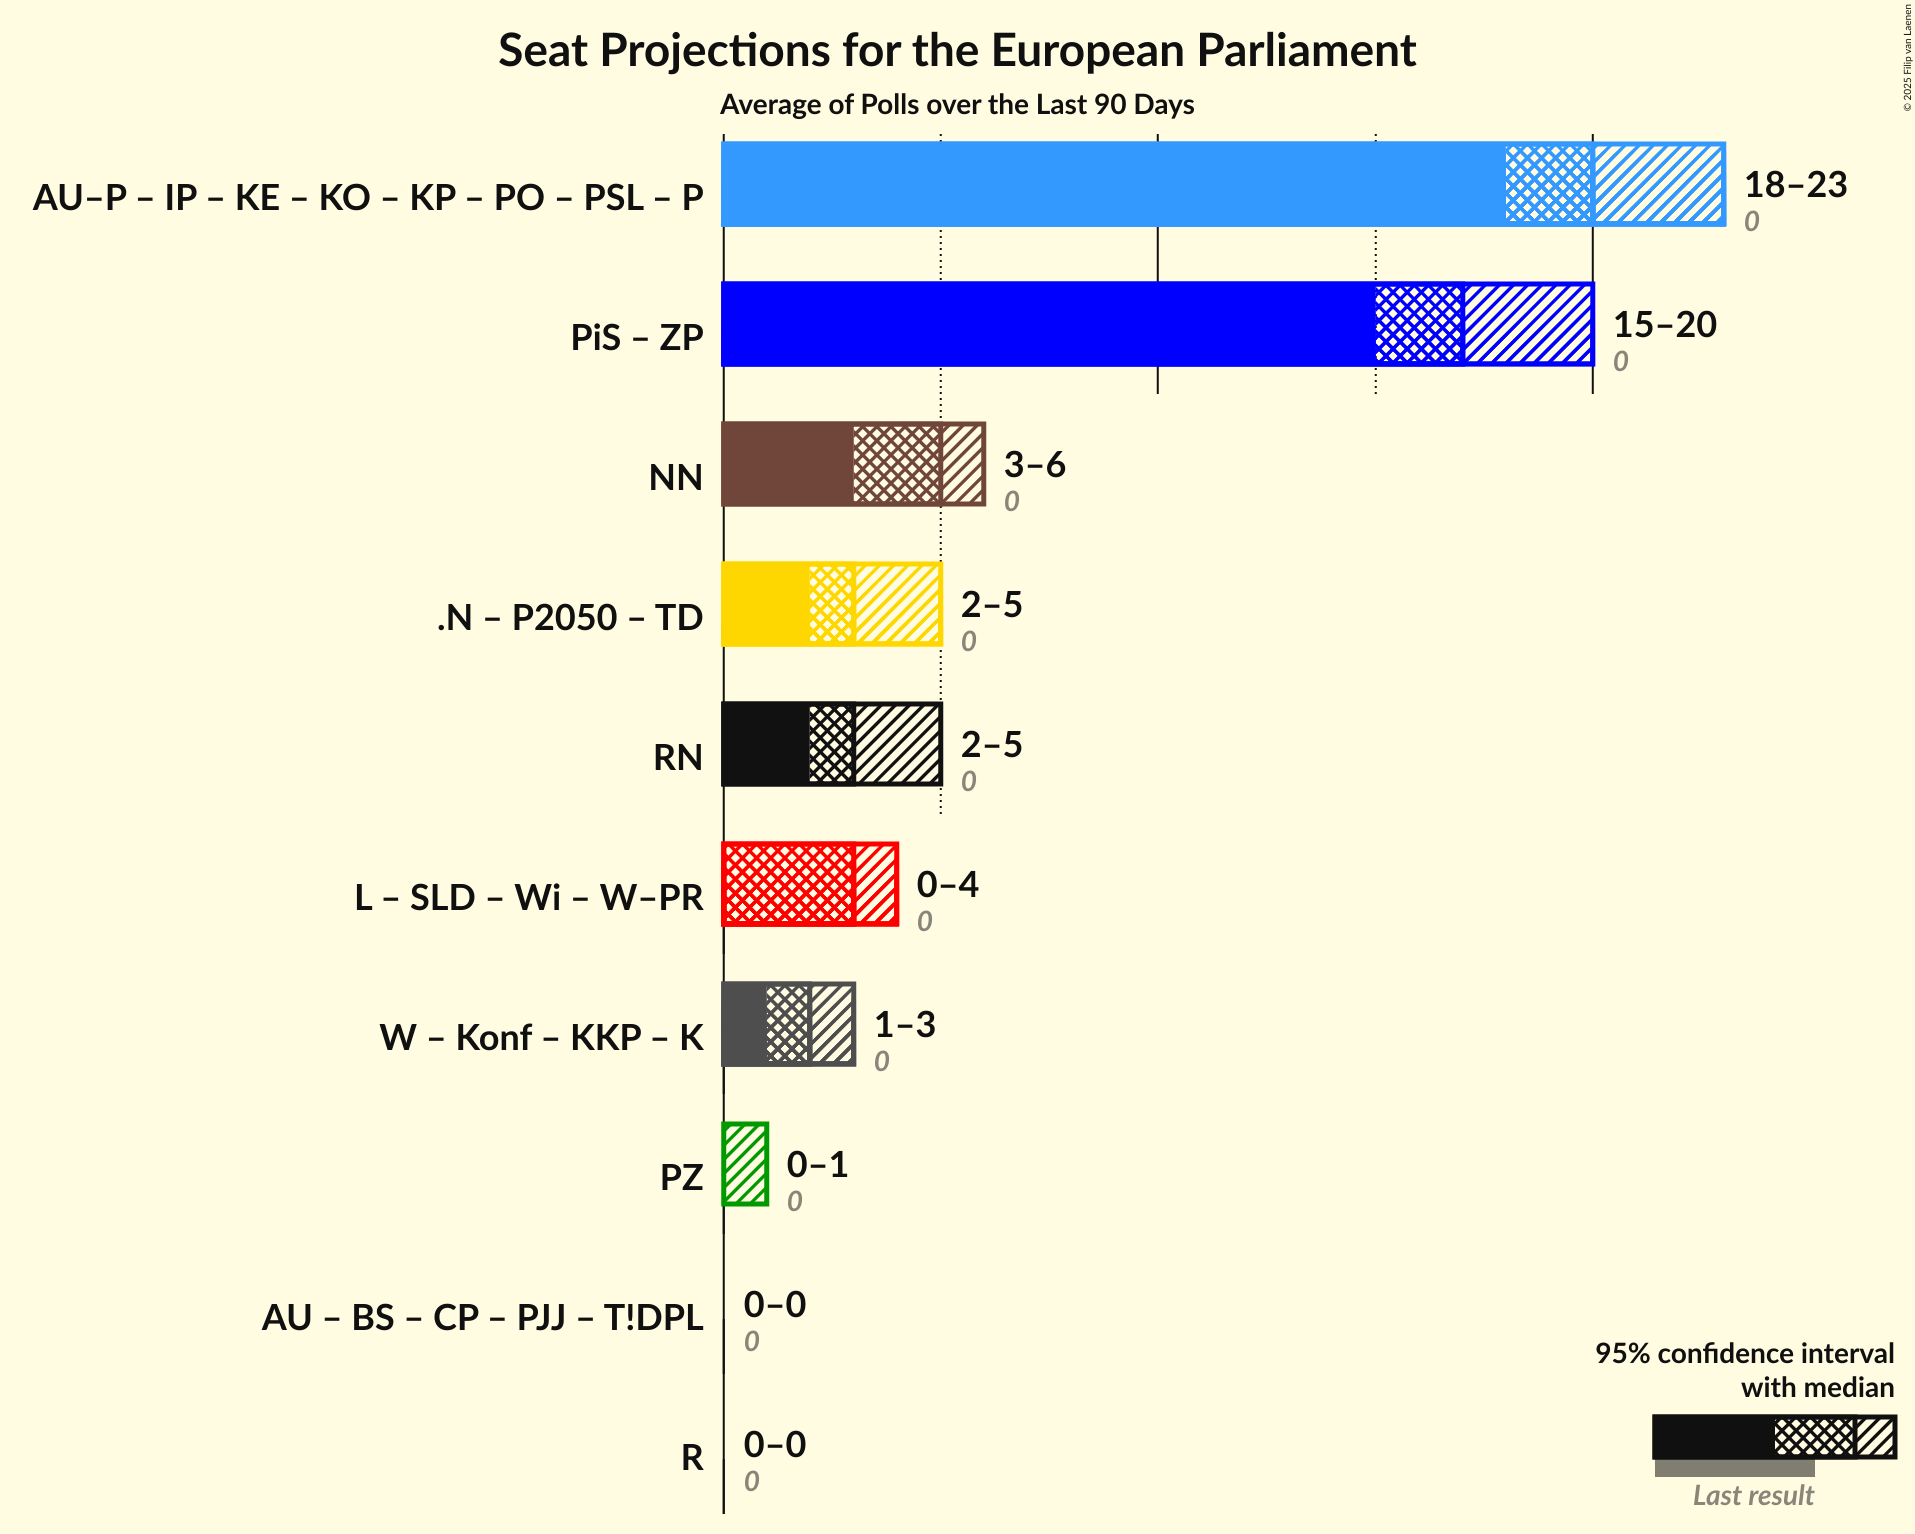 © 2025 Filip van Laenen
Seat Projections for the European Parliament
Average of Polls over the Last 90 Days
AU–P – IP – KE – KO – KP – PO – PSL – P
18–23
0
PiS – ZP
15–20
0
NN
3–6
0
.N – P2050 – TD
2–5
0
RN
2–5
0
L – SLD – Wi – W–PR
0–4
0
W – Konf – KKP – K
1–3
0
PZ
0–1
0
AU – BS – CP – PJJ – T!DPL
0–0
0
R
0–0
0
95% confidence interval
with median
Last result